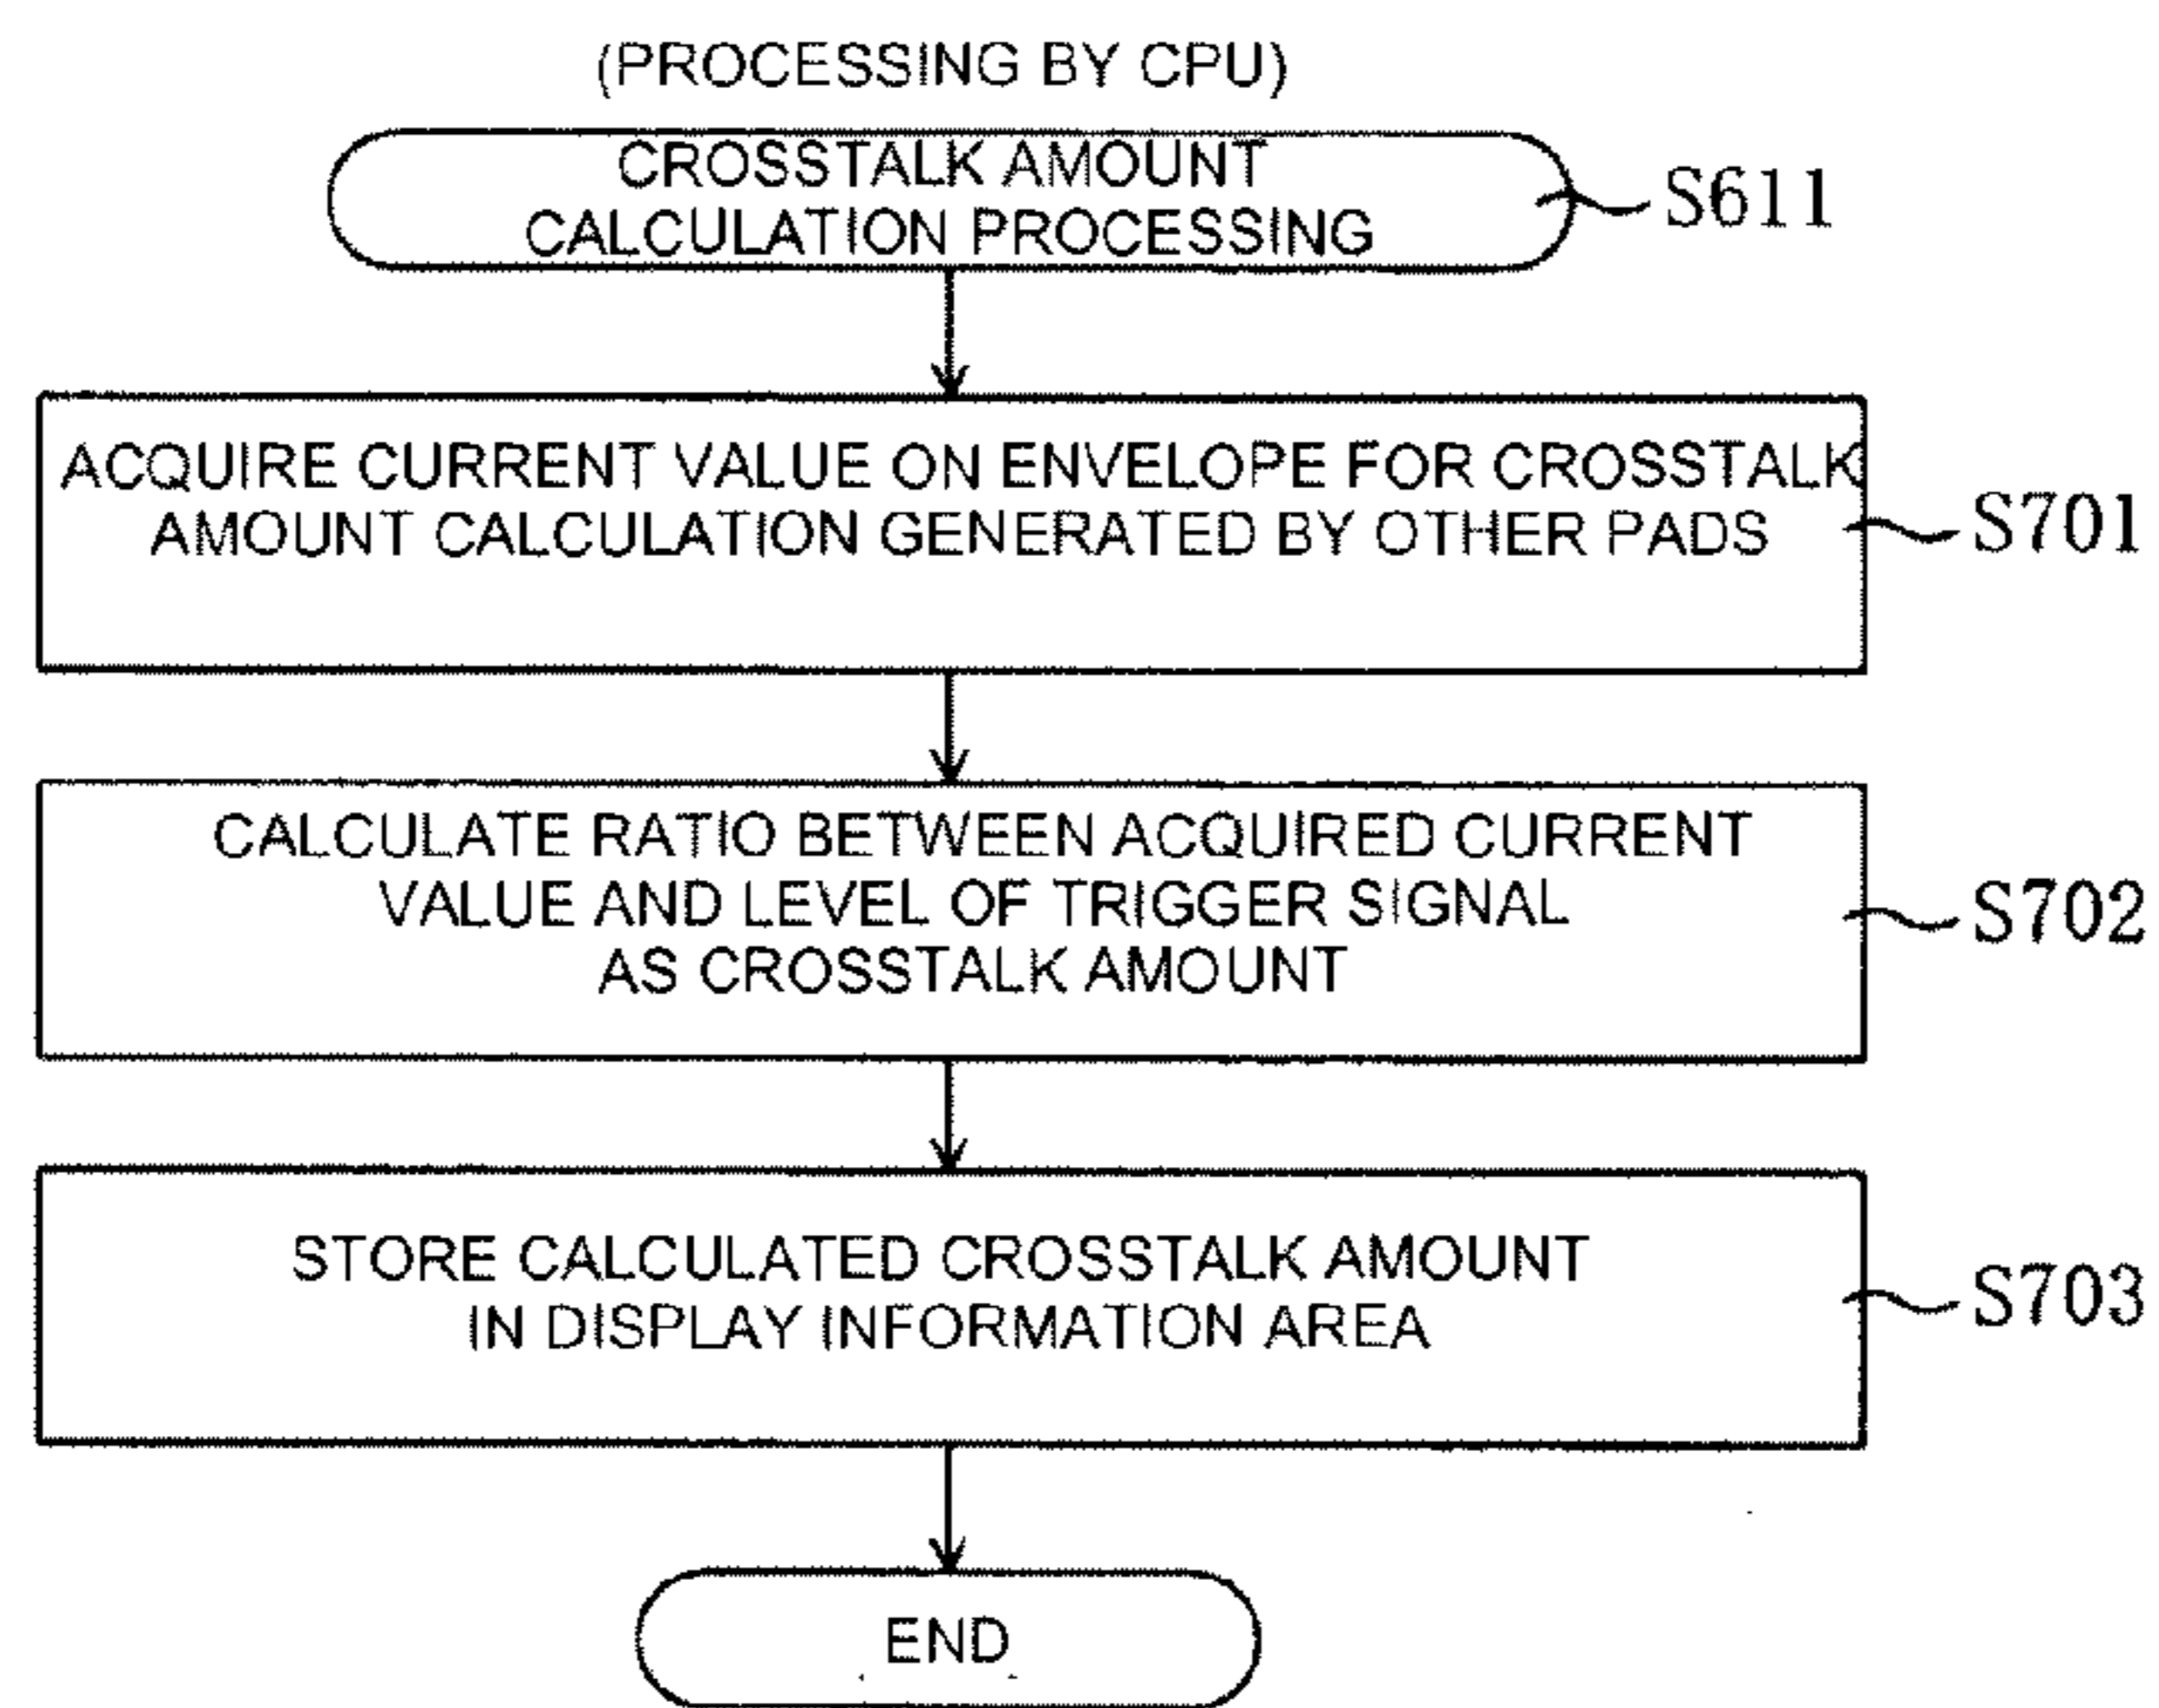 (PROCESSING BY CPU)
CROSSTALK AMOUNT
CALCULATION PROCESSING
S611
ACQUIRE CURRENT VALUE ON ENVELOPE FOR CROSSTALK
AMOUNT CALCULATION GENERATED BY OTHER PADS
S701
CALCULATE RATIO BETWEEN ACQUIRED CURRENT
VALUE AND LEVEL OF TRIGGER SIGNAL
AS CROSSTALK AMOUNT
S702
STORE CALCULATED CROSSTALK AMOUNT
IN DISPLAY INFORMATION AREA
S703
END